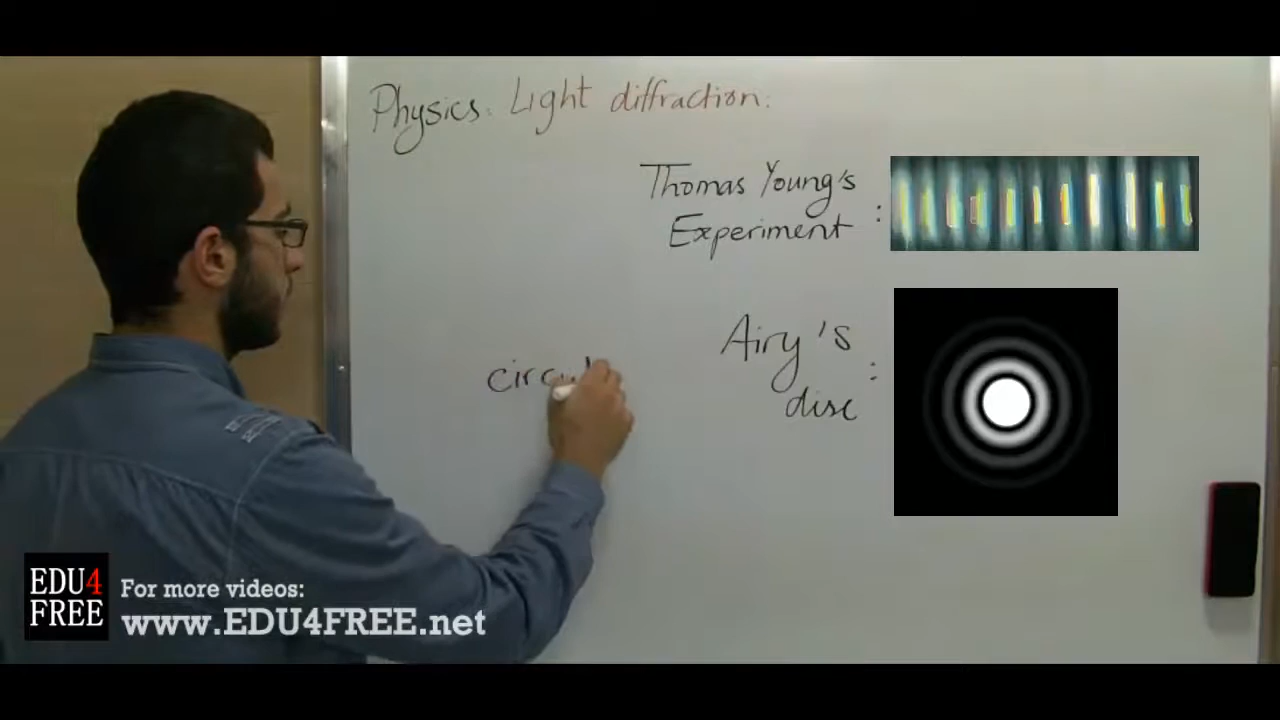 Physics: Light diffraction:
Thomas Young's
Experiment :
Airy's
disc :
EDU4
FREE
For more videos:
www.EDU4FREE.net